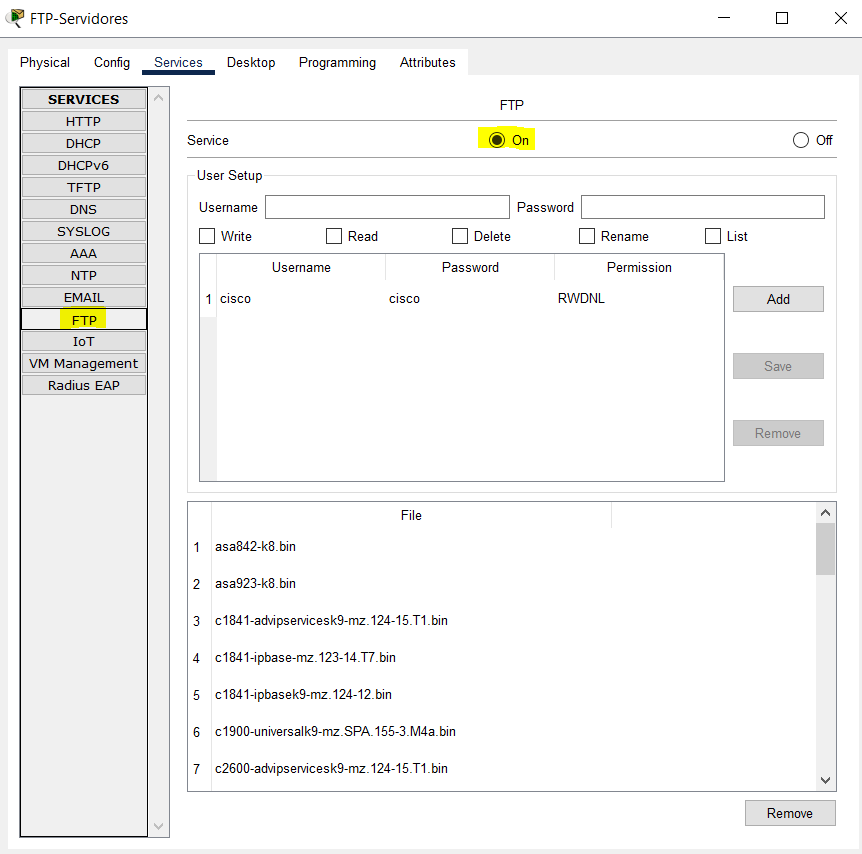 FTP-Servidores
Physical Config Services Desktop Programming Attributes
SERVICES
HTTP
DHCP
DHCPv6
TFTP
DNS
SYSLOG
AAA
NTP
EMAIL
FTP
IoT
VM Management
Radius EAP
FTP
Service On Off
User Setup
Username Password
Write Read Delete Rename List
Username Password Permission
1 cisco cisco RWDNL
Add
Save
Remove
File
1 asa842-k8.bin
2 asa923-k8.bin
3 c1841-advipservicesk9-mz.124-15.T1.bin
4 c1841-ipbase-mz.123-14.T7.bin
5 c1841-ipbasek9-mz.124-12.bin
6 c1900-universalk9-mz.SPA.155-3.M4a.bin
7 c2600-advipservicesk9-mz.124-15.T1.bin
Remove